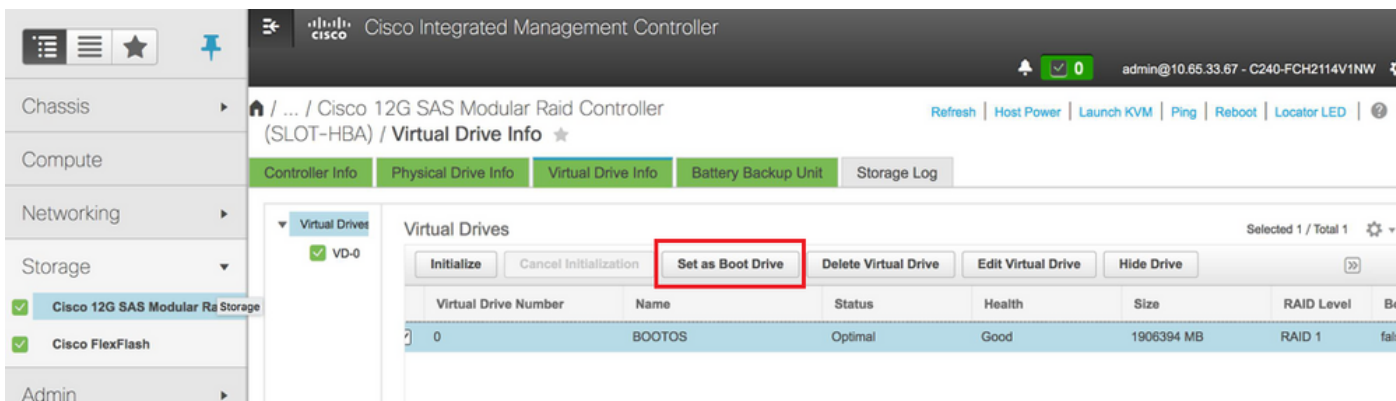 cisco Cisco Integrated Management Controller
0 admin@10.65.33.67 - C240-FCH2114V1NW
Chassis
Compute
Networking
Storage
Cisco 12G SAS Modular Ra Storage
Cisco FlexFlash
Admin
/ ... / Cisco 12G SAS Modular Raid Controller
(SLOT-HBA) / Virtual Drive Info
Refresh | Host Power | Launch KVM | Ping | Reboot | Locator LED |
Controller Info Physical Drive Info Virtual Drive Info Battery Backup Unit Storage Log
Virtual Drives
VD-0
Virtual Drives Selected 1 / Total 1
Initialize Cancel Initialization Set as Boot Drive Delete Virtual Drive Edit Virtual Drive Hide Drive
Virtual Drive Number Name Status Health Size RAID Level
0 BOOTOS Optimal Good 1906394 MB RAID 1